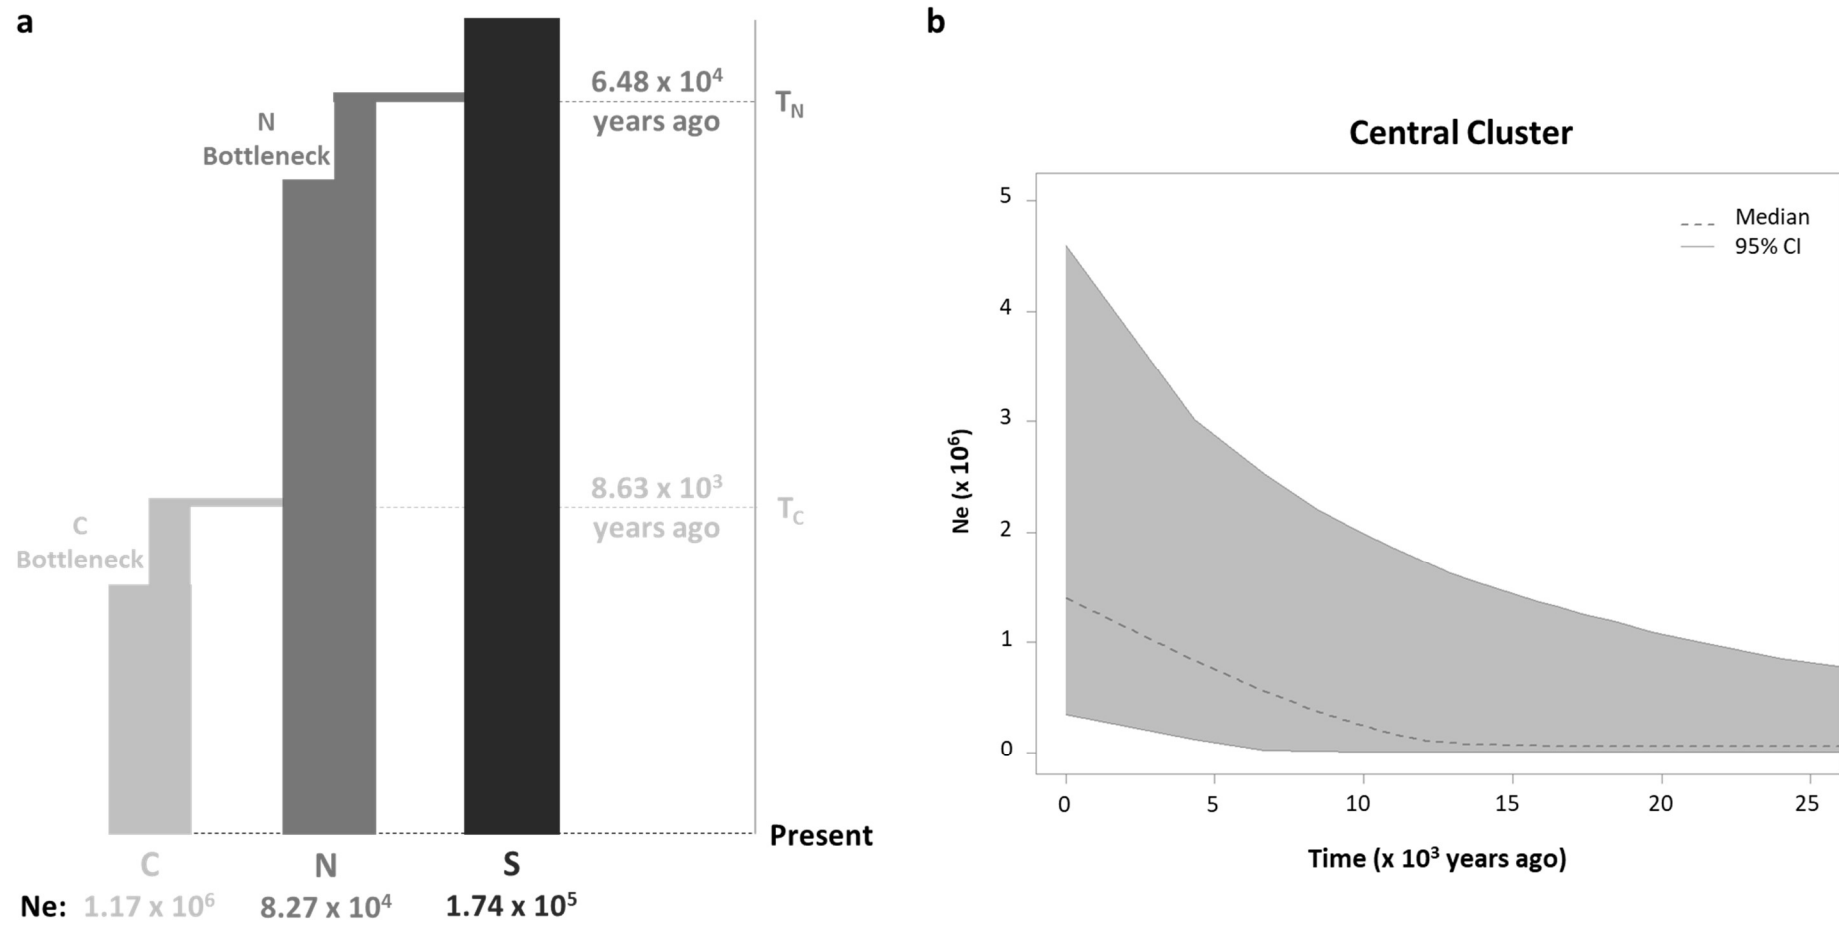 a
6.48 x 10⁴
years ago
T_N
N
Bottleneck
8.63 x 10³
years ago
T_C
C
Bottleneck
Present
C N S
Ne: 1.17 x 10⁶ 8.27 x 10⁴ 1.74 x 10⁵
b
Central Cluster
Median
95% CI
Ne (x 10⁶)
5
4
3
2
1
0
0 5 10 15 20 25
Time (x 10³ years ago)